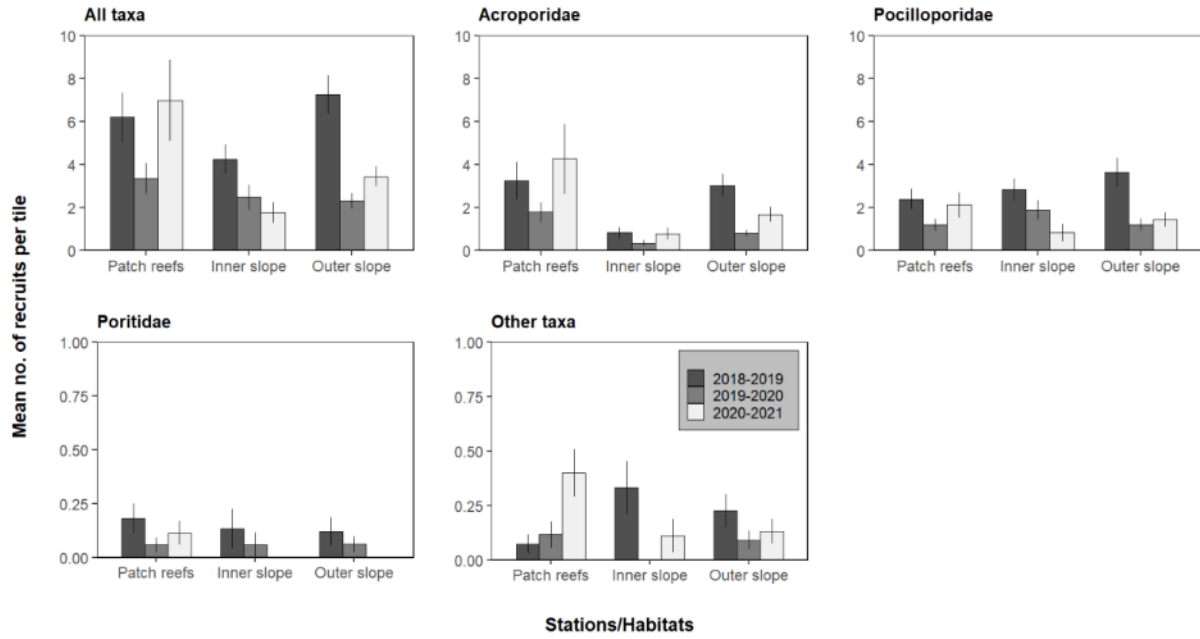 All taxa
Acroporidae
Pocilloporidae
10
8
6
4
2
0
Patch reefs
Inner slope
Outer slope
10
8
6
4
2
0
Patch reefs
Inner slope
Outer slope
10
8
6
4
2
0
Patch reefs
Inner slope
Outer slope
Mean no. of recruits per tile
Poritidae
Other taxa
1.00
0.75
0.50
0.25
0.00
Patch reefs
Inner slope
Outer slope
1.00
0.75
0.50
0.25
0.00
Patch reefs
Inner slope
Outer slope
2018-2019
2019-2020
2020-2021
Stations/Habitats